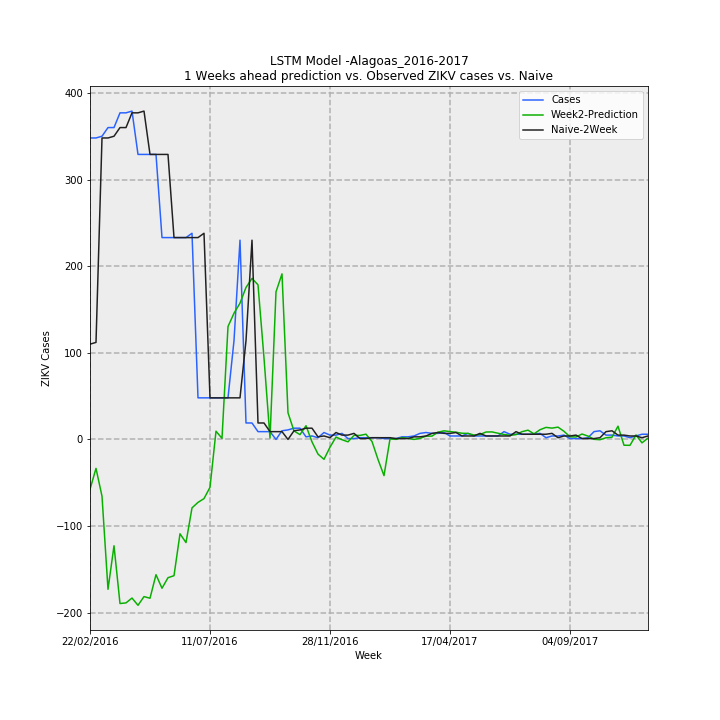 LSTM Model -Alagoas_2016-2017
1 Weeks ahead prediction vs. Observed ZIKV cases vs. Naive
Cases
Week2-Prediction
Naive-2Week
400
300
200
100
0
−100
−200
ZIKV Cases
22/02/2016
11/07/2016
28/11/2016
17/04/2017
04/09/2017
Week